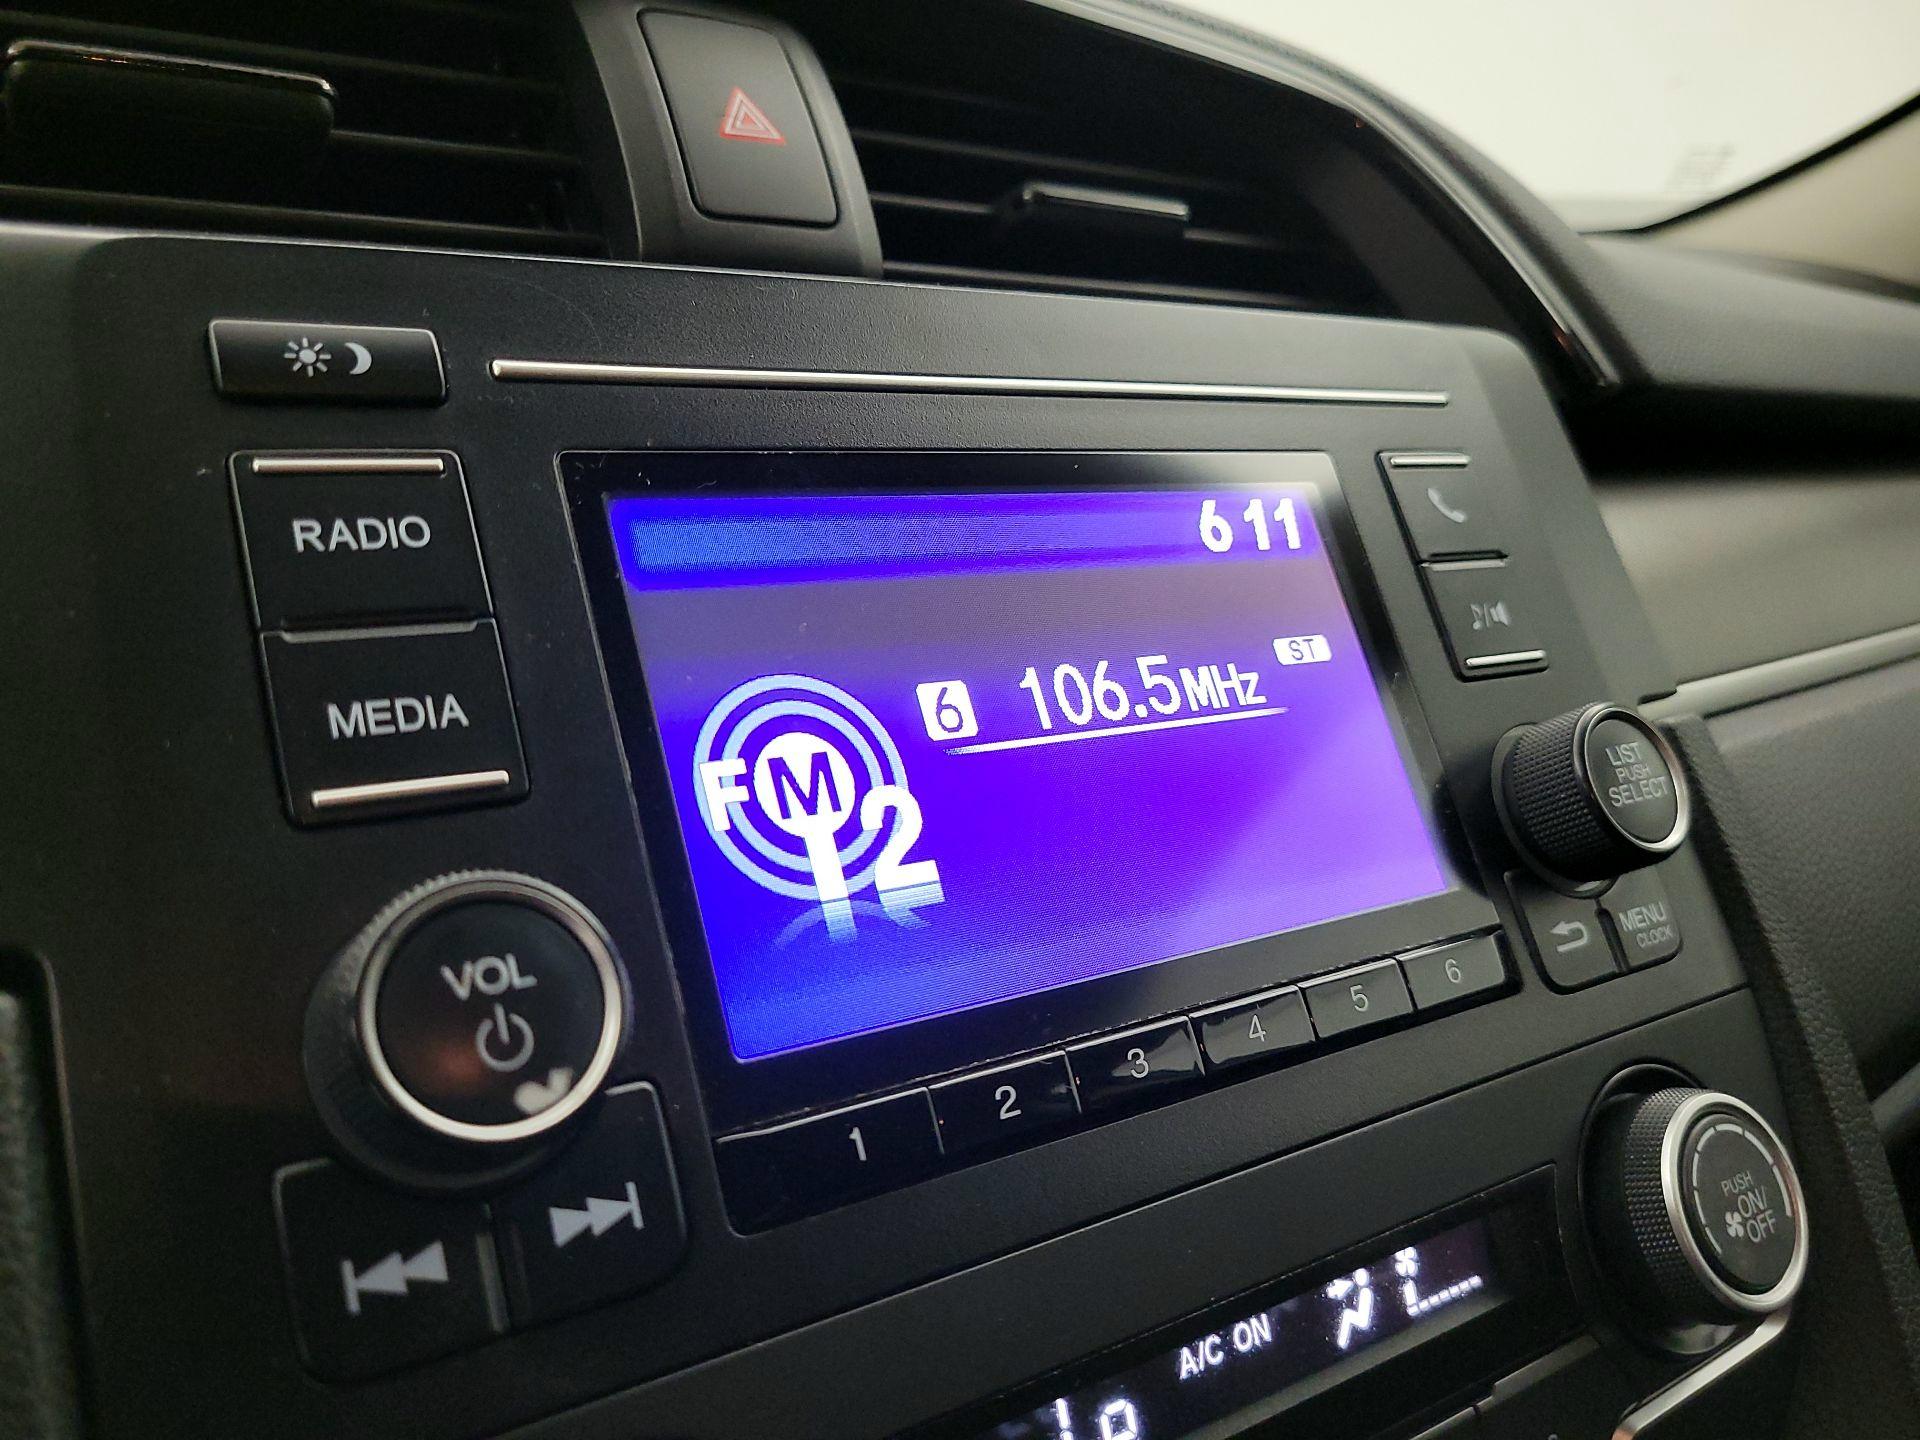 6 11
RADIO
ST
6 106.5MHz
MEDIA
FM
12
LIST
PUSH
SELECT
MENU
CLOCK
VOL
1 2 3 4 5 6
PUSH
ON/
OFF
A/C ON